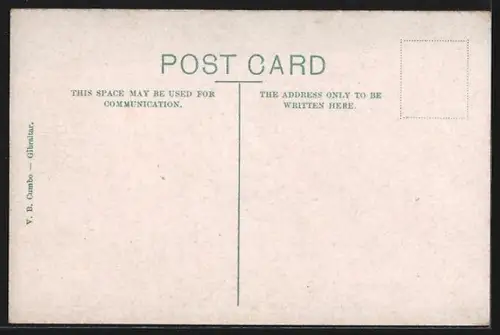 POST CARD
THIS SPACE MAY BE USED FOR
COMMUNICATION.
THE ADDRESS ONLY TO BE
WRITTEN HERE.
V. B. Cumbo — Gibraltar.